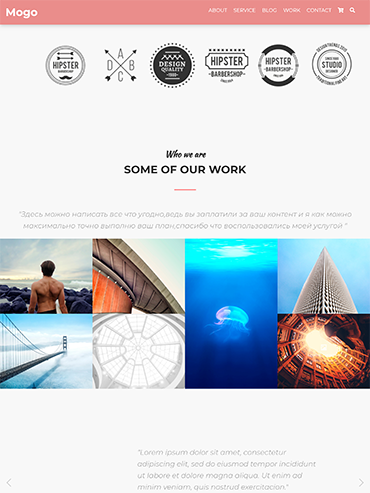 Mogo
ABOUT SERVICE BLOG WORK CONTACT
HIPSTER
BARBERSHOP
A
D B
C
DESIGN
QUALITY
1980
HIPSTER
BARBERSHOP
HIPSTER
BARBERSHOP
STUDIO
DESIGNER
Who we are
SOME OF OUR WORK
"Здесь можно написать все что угодно,ведь вы заплатили за ваш контент и я как можно
максимально точно выполню ваш план,спасибо что воспользовались моей услугой "
"Lorem ipsum dolor sit amet, consectetur
adipiscing elit, sed do eiusmod tempor incididunt
ut labore et dolore magna aliqua. Ut enim ad
minim veniam, quis nostrud exercitacion."